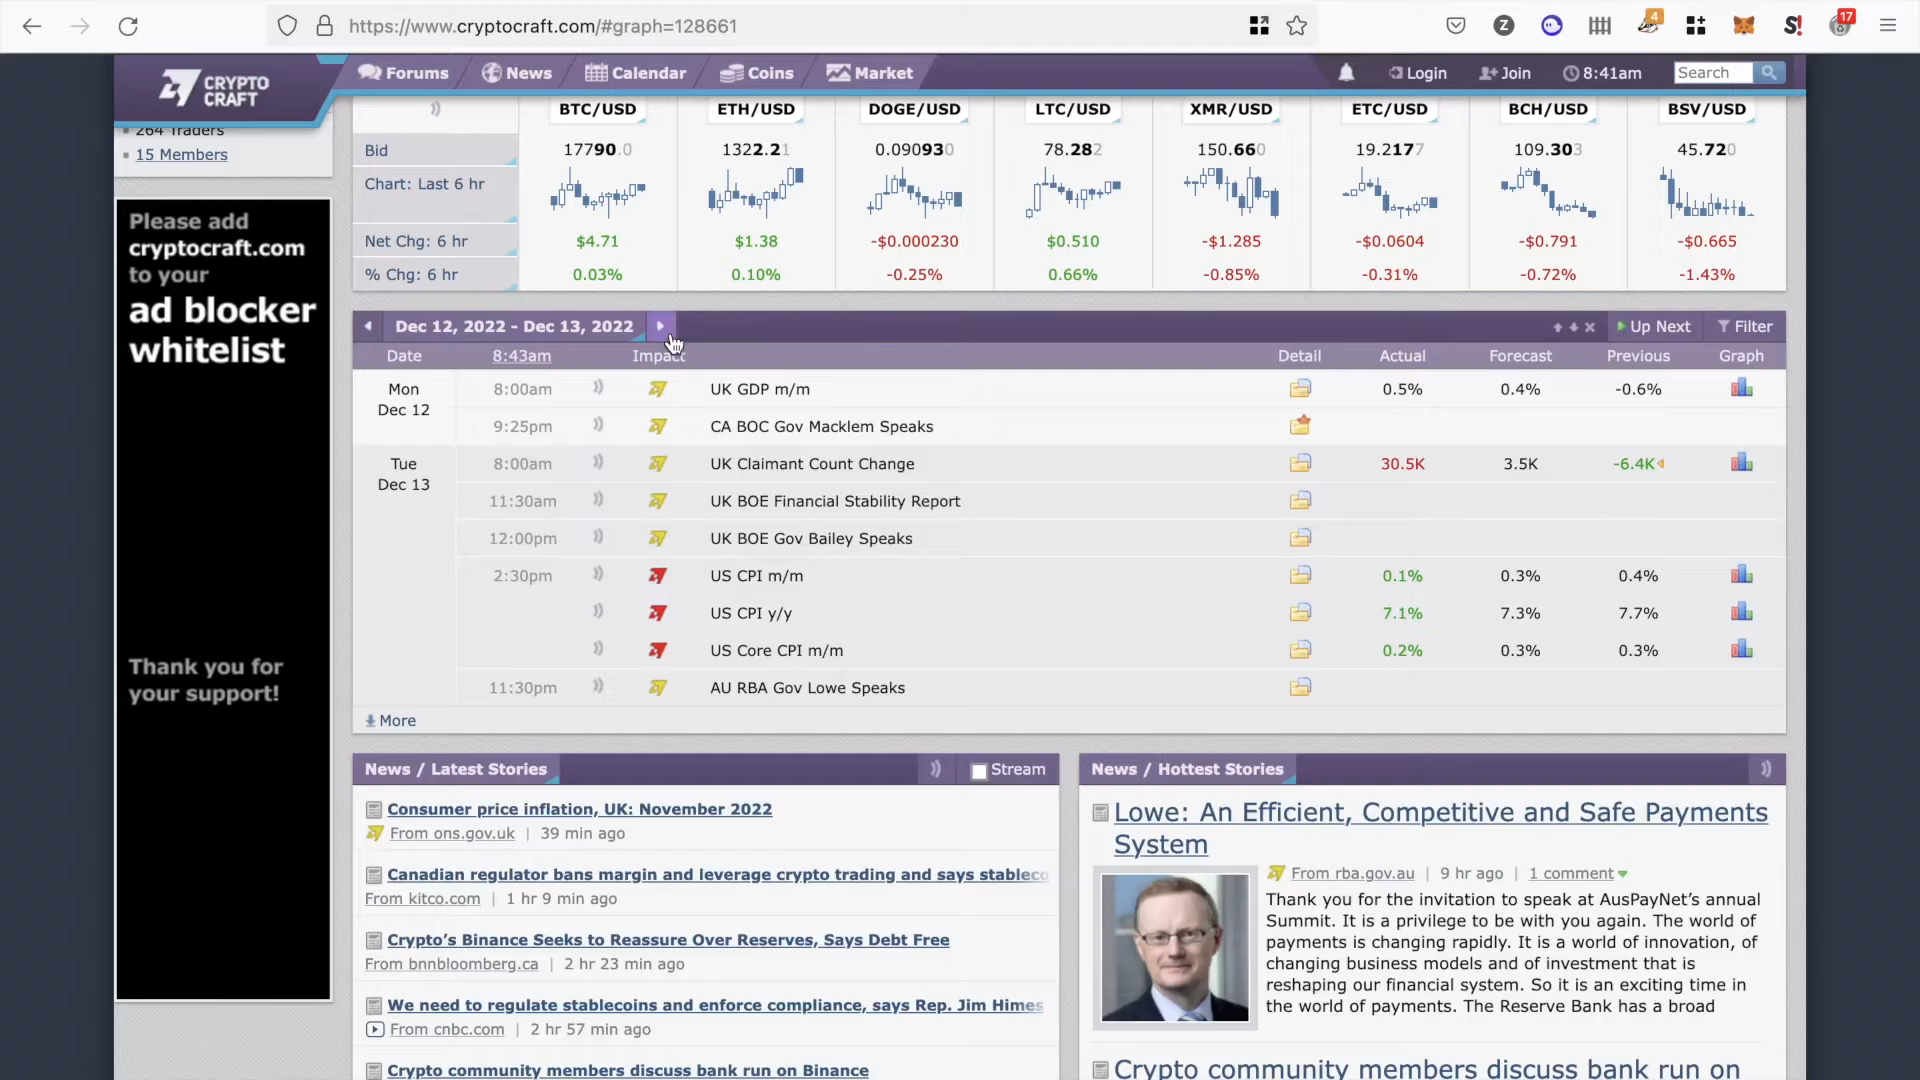 https://www.cryptocraft.com/#graph=128661
4
17
CRYPTO
CRAFT
Forums
News
Calendar
Coins
Market
Login
Join
8:41am
Search
264 Traders
15 Members
Please add
cryptocraft.com
to your
ad blocker
whitelist
Thank you for
your support!
BTC/USD ETH/USD DOGE/USD LTC/USD XMR/USD ETC/USD BCH/USD BSV/USD
Bid 17790.0 1322.21 0.090930 78.282 150.660 19.2177 109.303 45.720
Chart: Last 6 hr
Net Chg: 6 hr $4.71 $1.38 -$0.000230 $0.510 -$1.285 -$0.0604 -$0.791 -$0.665
% Chg: 6 hr 0.03% 0.10% -0.25% 0.66% -0.85% -0.31% -0.72% -1.43%
Dec 12, 2022 - Dec 13, 2022
Up Next
Filter
Date 8:43am Impact Detail Actual Forecast Previous Graph
Mon
Dec 12
8:00am UK GDP m/m 0.5% 0.4% -0.6%
9:25pm CA BOC Gov Macklem Speaks
Tue
Dec 13
8:00am UK Claimant Count Change 30.5K 3.5K -6.4K
11:30am UK BOE Financial Stability Report
12:00pm UK BOE Gov Bailey Speaks
2:30pm US CPI m/m 0.1% 0.3% 0.4%
US CPI y/y 7.1% 7.3% 7.7%
US Core CPI m/m 0.2% 0.3% 0.3%
11:30pm AU RBA Gov Lowe Speaks
More
News / Latest Stories
Stream
Consumer price inflation, UK: November 2022
From ons.gov.uk | 39 min ago
Canadian regulator bans margin and leverage crypto trading and says stableco
From kitco.com | 1 hr 9 min ago
Crypto's Binance Seeks to Reassure Over Reserves, Says Debt Free
From bnnbloomberg.ca | 2 hr 23 min ago
We need to regulate stablecoins and enforce compliance, says Rep. Jim Himes
From cnbc.com | 2 hr 57 min ago
Crypto community members discuss bank run on Binance
News / Hottest Stories
Lowe: An Efficient, Competitive and Safe Payments
System
From rba.gov.au | 9 hr ago | 1 comment
Thank you for the invitation to speak at AusPayNet's annual
Summit. It is a privilege to be with you again. The world of
payments is changing rapidly. It is a world of innovation, of
changing business models and of investment that is
reshaping our financial system. So it is an exciting time in
the world of payments. The Reserve Bank has a broad
Crypto community members discuss bank run on